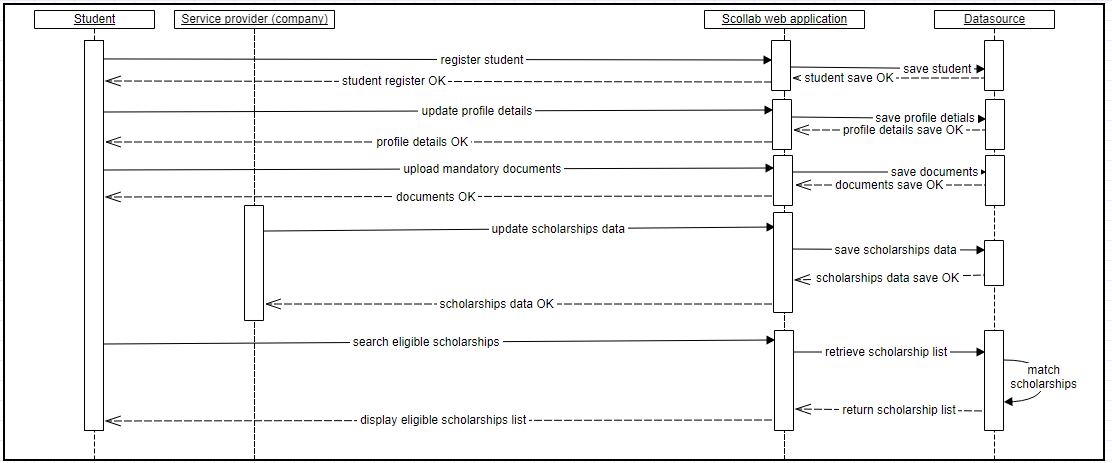 Student
Service provider (company)
Scollab web application
Datasource
register student
save student
student save OK
student register OK
update profile details
save profile detials
profile details save OK
profile details OK
upload mandatory documents
save documents
documents save OK
documents OK
update scholarships data
save scholarships data
scholarships data save OK
scholarships data OK
search eligible scholarships
retrieve scholarship list
match
scholarships
return scholarship list
display eligible scholarships list